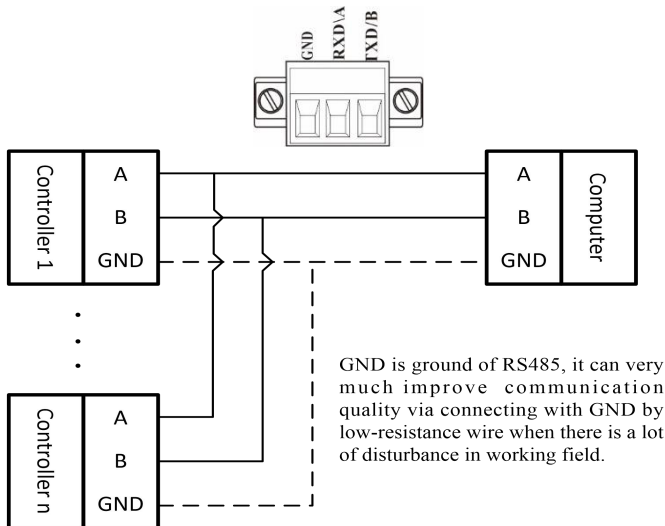 GND
RXD\A
TXD/B
Controller 1
A
B
GND
A
B
GND
Computer
Controller n
A
B
GND
GND is ground of RS485, it can very
much improve communication
quality via connecting with GND by
low-resistance wire when there is a lot
of disturbance in working field.